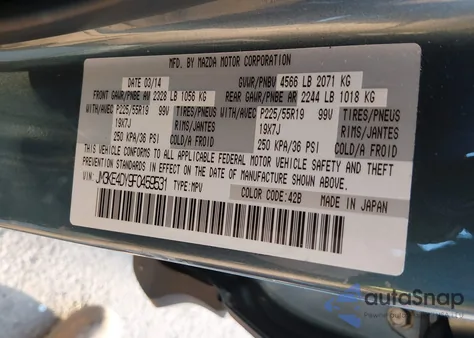 MFD. BY MAZDA MOTOR CORPORATION
DATE 03/14 GVWR/PNBV 4566 LB 2071 KG
FRONT GAWR/PNBE AV 2328 LB 1056 KG REAR GAWR/PNBE AR 2244 LB 1018 KG
WITH/AVEC P225/55R19 99V TIRES/PNEUS WITH/AVEC P225/55R19 99V TIRES/PNEUS
19X7J RIMS/JANTES 19X7J RIMS/JANTES
250 KPA/36 PSI COLD/A FROID 250 KPA/36 PSI COLD/A FROID
THIS VEHICLE CONFORMS TO ALL APPLICABLE FEDERAL MOTOR VEHICLE SAFETY AND THEFT
PREVENTION STANDARDS IN EFFECT ON THE DATE OF MANUFACTURE SHOWN ABOVE.
VIN: JM3KE4DY9F0459531 TYPE: MPV
COLOR CODE: 42B MADE IN JAPAN
autoSnap